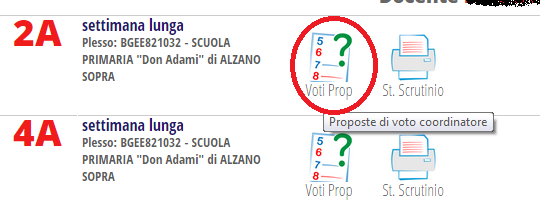 Docente
2A
settimana lunga
Plesso: BGEE821032 - SCUOLA
PRIMARIA "Don Adami" di ALZANO
SOPRA
5
6
7
8
?
Voti Prop
St. Scrutinio
Proposte di voto coordinatore
4A
settimana lunga
Plesso: BGEE821032 - SCUOLA
PRIMARIA "Don Adami" di ALZANO
SOPRA
5
6
7
8
?
Voti Prop
St. Scrutinio